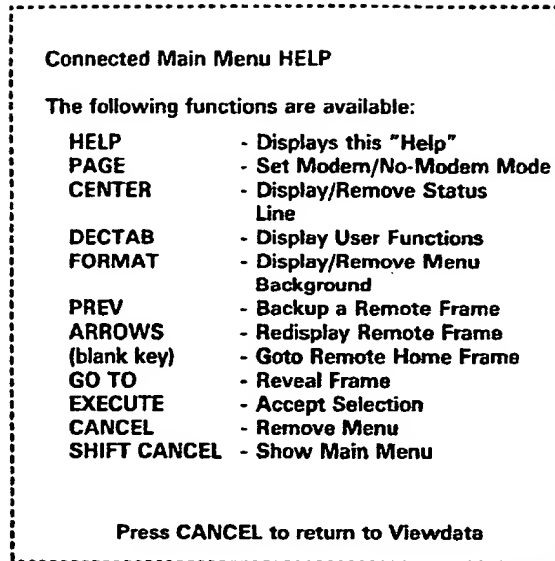 Connected Main Menu HELP
The following functions are available:
HELP - Displays this "Help"
PAGE - Set Modem/No-Modem Mode
CENTER - Display/Remove Status
Line
DECTAB - Display User Functions
FORMAT - Display/Remove Menu
Background
PREV - Backup a Remote Frame
ARROWS - Redisplay Remote Frame
(blank key) - Goto Remote Home Frame
GO TO - Reveal Frame
EXECUTE - Accept Selection
CANCEL - Remove Menu
SHIFT CANCEL - Show Main Menu
Press CANCEL to return to Viewdata